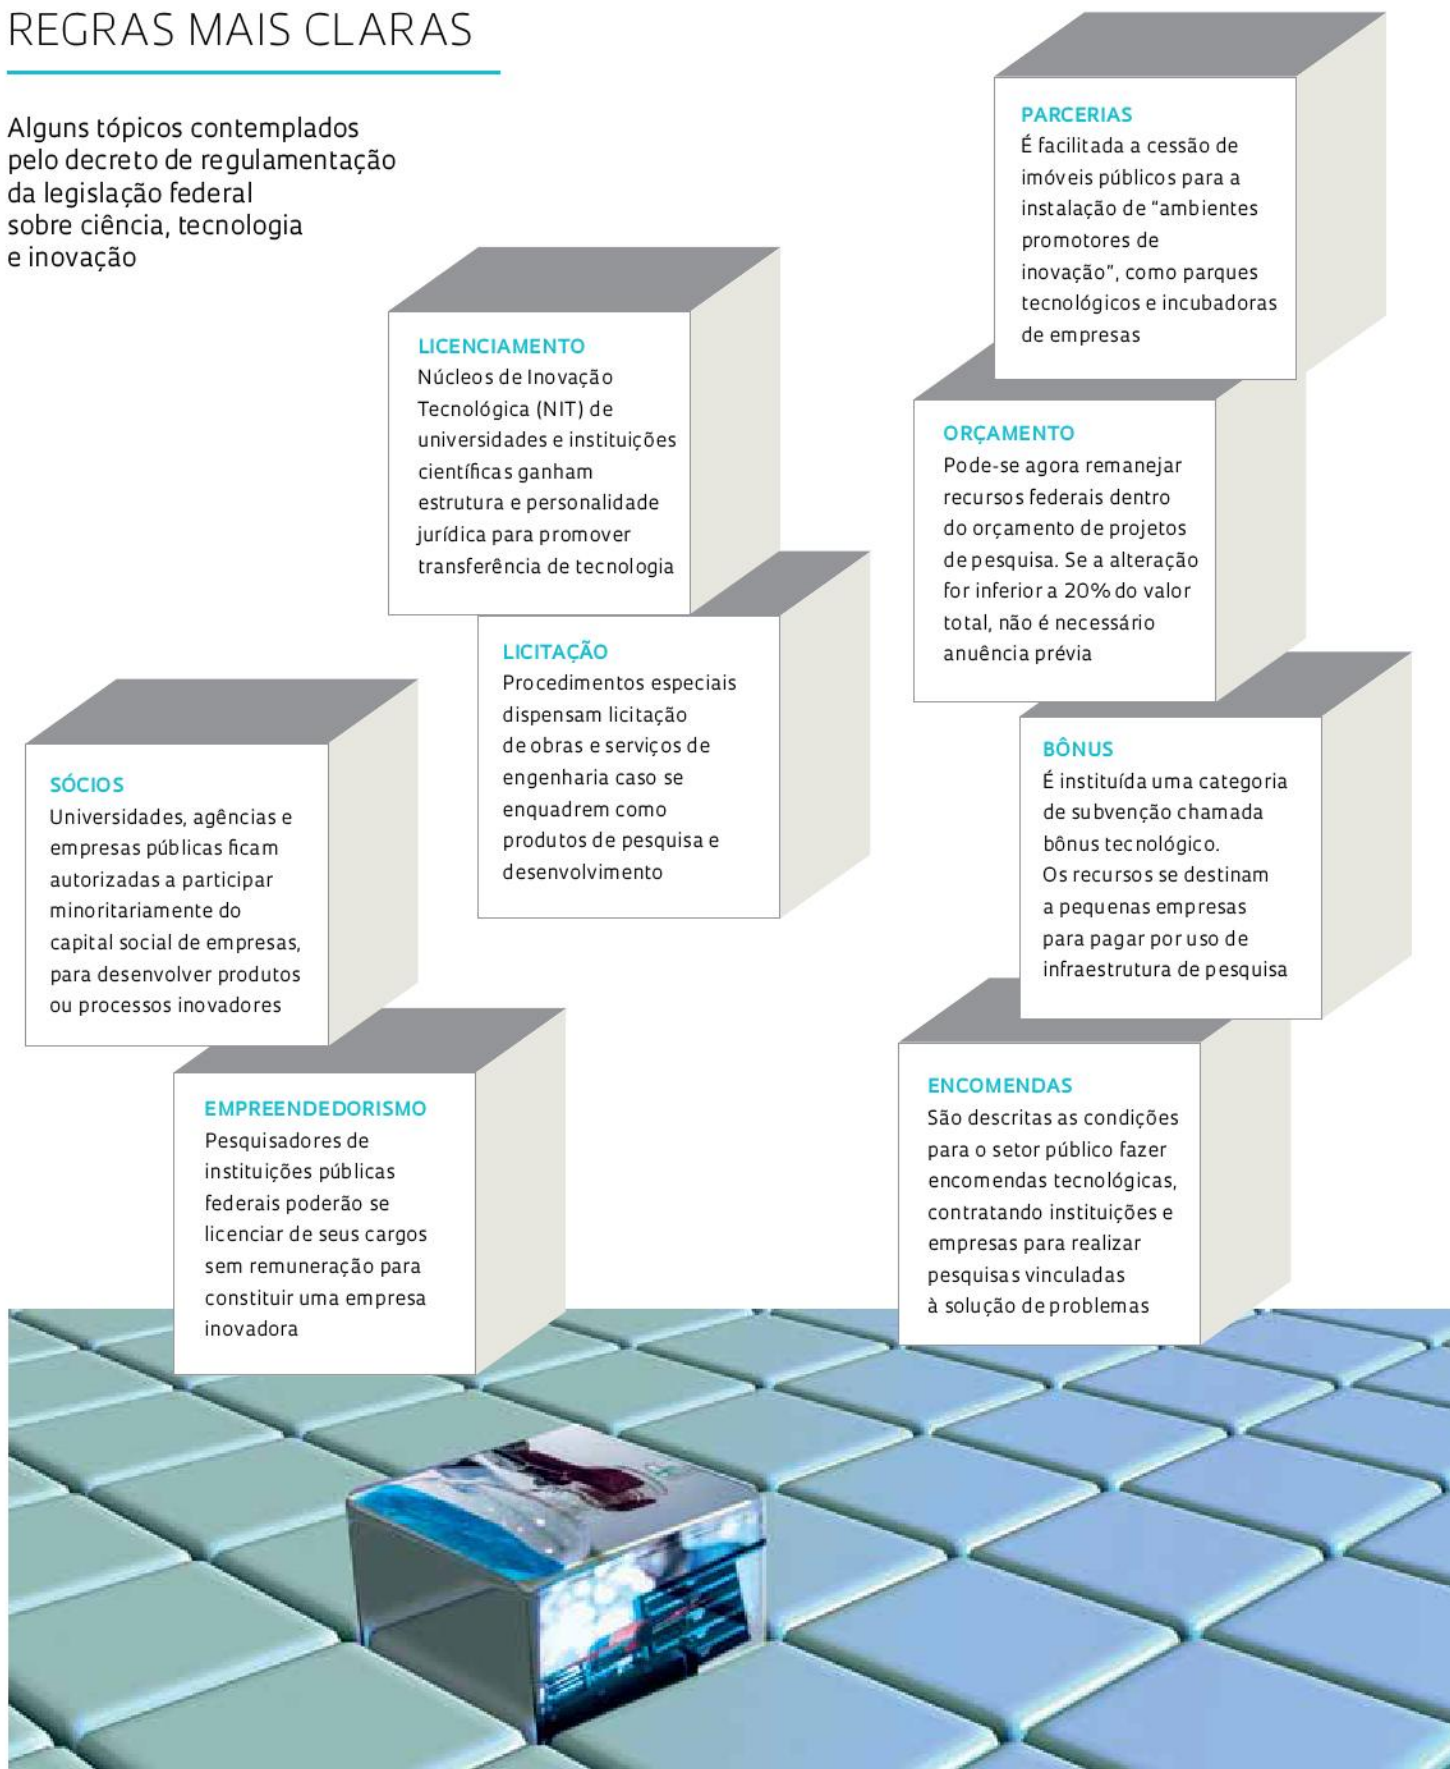 REGRAS MAIS CLARAS
Alguns tópicos contemplados
pelo decreto de regulamentação
da legislação federal
sobre ciência, tecnologia
e inovação
PARCERIAS
É facilitada a cessão de
imóveis públicos para a
instalação de “ambientes
promotores de
inovação”, como parques
tecnológicos e incubadoras
de empresas
LICENCIAMENTO
Núcleos de Inovação
Tecnológica (NIT) de
universidades e instituições
científicas ganham
estrutura e personalidade
jurídica para promover
transferência de tecnologia
ORÇAMENTO
Pode-se agora remanejar
recursos federais dentro
do orçamento de projetos
de pesquisa. Se a alteração
for inferior a 20% do valor
total, não é necessário
anuência prévia
LICITAÇÃO
Procedimentos especiais
dispensam licitação
de obras e serviços de
engenharia caso se
enquadrem como
produtos de pesquisa e
desenvolvimento
BÔNUS
É instituída uma categoria
de subvenção chamada
bônus tecnológico.
Os recursos se destinam
a pequenas empresas
para pagar por uso de
infraestrutura de pesquisa
SÓCIOS
Universidades, agências e
empresas públicas ficam
autorizadas a participar
minoritariamente do
capital social de empresas,
para desenvolver produtos
ou processos inovadores
EMPREENDEDORISMO
Pesquisadores de
instituições públicas
federais poderão se
licenciar de seus cargos
sem remuneração para
constituir uma empresa
inovadora
ENCOMENDAS
São descritas as condições
para o setor público fazer
encomendas tecnológicas,
contratando instituições e
empresas para realizar
pesquisas vinculadas
à solução de problemas